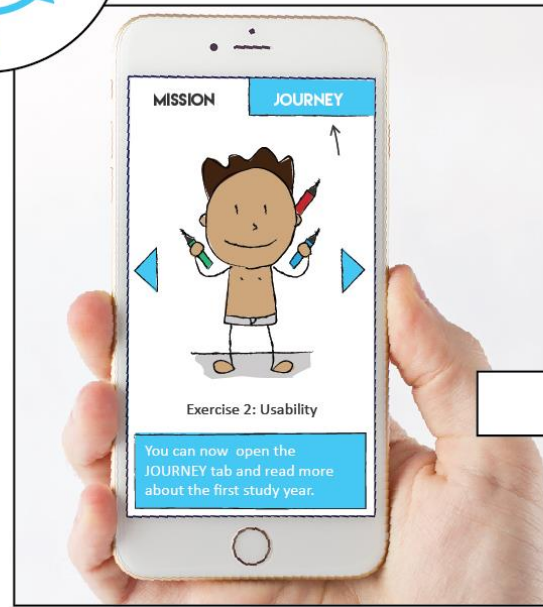 MISSION
JOURNEY
Exercise 2: Usability
You can now open the
JOURNEY tab and read more
about the first study year.